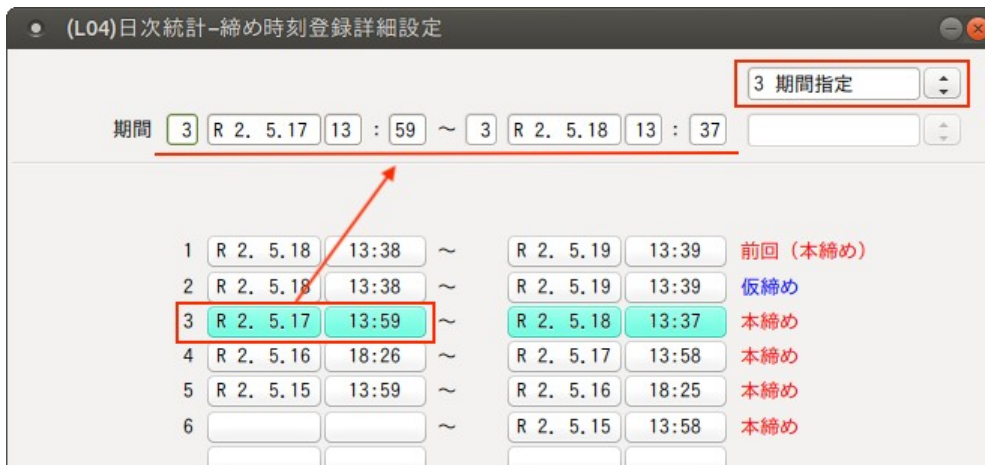 (L04)日次統計–締め時刻登録詳細設定
3 期間指定
期間 3 R 2. 5.17 13 : 59 ～ 3 R 2. 5.18 13 : 37
1 R 2. 5.18 13:38 ～ R 2. 5.19 13:39 前回（本締め）
2 R 2. 5.18 13:38 ～ R 2. 5.19 13:39 仮締め
3 R 2. 5.17 13:59 ～ R 2. 5.18 13:37 本締め
4 R 2. 5.16 18:26 ～ R 2. 5.17 13:58 本締め
5 R 2. 5.15 13:59 ～ R 2. 5.16 18:25 本締め
6 ～ R 2. 5.15 13:58 本締め